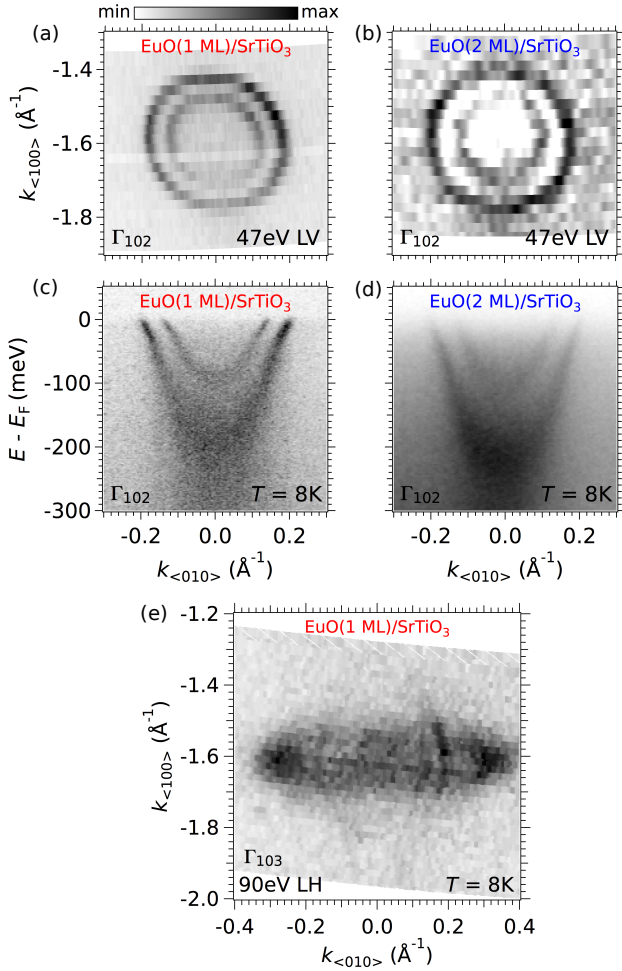 min max
(a) EuO(1 ML)/SrTiO3
(b) EuO(2 ML)/SrTiO3
-1.4
-1.6
-1.8
k<100> (Å-1)
Γ102 47eV LV
Γ102 47eV LV
(c) EuO(1 ML)/SrTiO3
(d) EuO(2 ML)/SrTiO3
0
-100
-200
-300
E - EF (meV)
Γ102 T = 8K
Γ102 T = 8K
-0.2 0.0 0.2
-0.2 0.0 0.2
k<010> (Å-1)
k<010> (Å-1)
(e) EuO(1 ML)/SrTiO3
-1.2
-1.4
-1.6
-1.8
-2.0
k<100> (Å-1)
Γ103
90eV LH T = 8K
-0.4 -0.2 0.0 0.2 0.4
k<010> (Å-1)